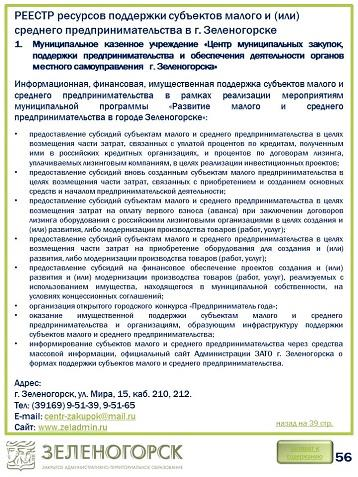 РЕЕСТР ресурсов поддержки субъектов малого и (или)
среднего предпринимательства в г. Зеленогорске
1. Муниципальное казенное учреждение «Центр муниципальных закупок,
поддержки предпринимательства и обеспечения деятельности органов
местного самоуправления г. Зеленогорска»
Информационная, финансовая, имущественная поддержка субъектов малого и
среднего предпринимательства в рамках реализации мероприятиям
муниципальной программы «Развитие малого и среднего
предпринимательства в городе Зеленогорске»:
• предоставление субсидий субъектам малого и среднего предпринимательства в целях
возмещения части затрат, связанных с уплатой процентов по кредитам, полученным
ими в российских кредитных организациях, и процентов по договорам лизинга,
уплачиваемых лизинговым компаниям, в целях реализации инвестиционных проектов;
• предоставление субсидий вновь созданным субъектам малого предпринимательства в
целях возмещения части затрат, связанных с приобретением и созданием основных
средств и началом предпринимательской деятельности;
• предоставление субсидий субъектам малого и среднего предпринимательства в целях
возмещения затрат на оплату первого взноса (аванса) при заключении договоров
лизинга оборудования с российскими лизинговыми организациями в целях создания и
(или) развития, либо модернизации производства товаров (работ, услуг);
• предоставление субсидий субъектам малого и среднего предпринимательства в целях
возмещения части затрат на приобретение оборудования для создания и (или)
развития, либо модернизации производства товаров (работ, услуг);
• предоставление субсидий на финансовое обеспечение проектов создания и (или)
развития и (или) модернизации производства товаров (работ, услуг), реализуемых с
использованием имущества, находящегося в муниципальной собственности, на
условиях концессионных соглашений;
• организация открытого городского конкурса «Предприниматель года»;
• оказание имущественной поддержки субъектам малого и среднего
предпринимательства и организациям, образующим инфраструктуру поддержки
субъектов малого и среднего предпринимательства;
• информирование субъектов малого и среднего предпринимательства через средства
массовой информации, официальный сайт Администрации ЗАТО г. Зеленогорска о
формах поддержки субъектов малого и среднего предпринимательства.
Адрес:
г. Зеленогорск, ул. Мира, 15, каб. 210, 212.
Тел: (39169) 9-51-39, 9-51-65
E-mail: centr-zakupok@mail.ru
Сайт: www.zeladmin.ru
назад на 39 стр.
ЗЕЛЕНОГОРСК
ЗАКРЫТОЕ АДМИНИСТРАТИВНО-ТЕРРИТОРИАЛЬНОЕ ОБРАЗОВАНИЕ
содержанию
56